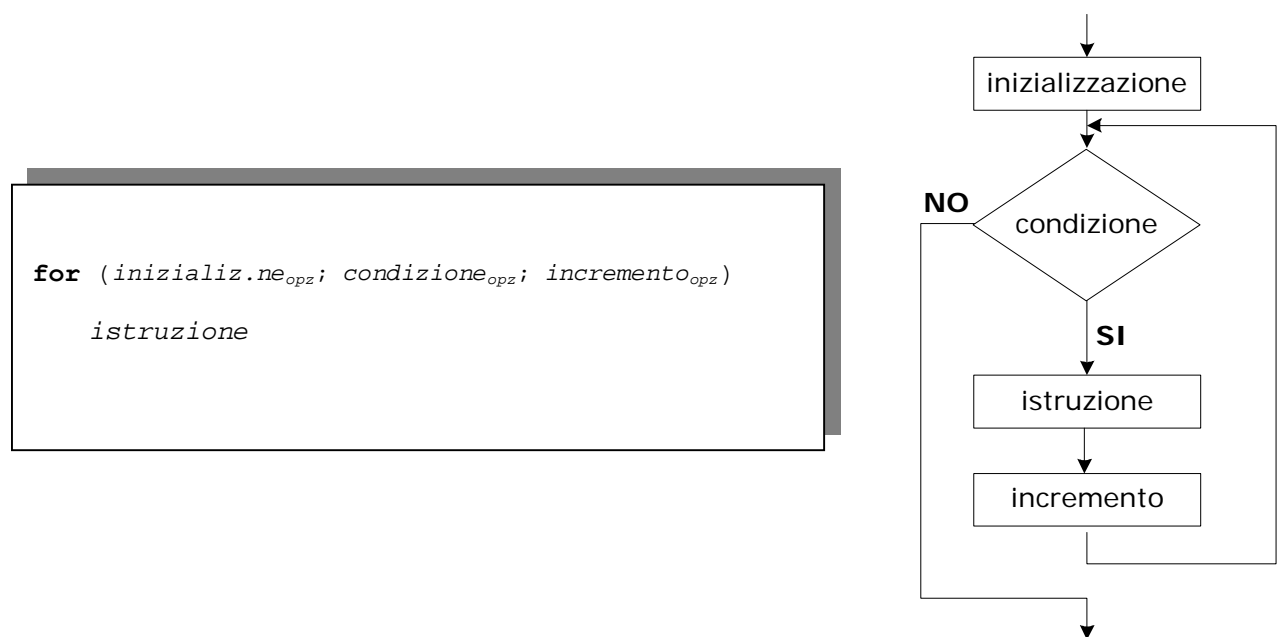 for (inizializ.neopz; condizioneopz; incrementoopz)
istruzione
inizializzazione
condizione
NO
SI
istruzione
incremento